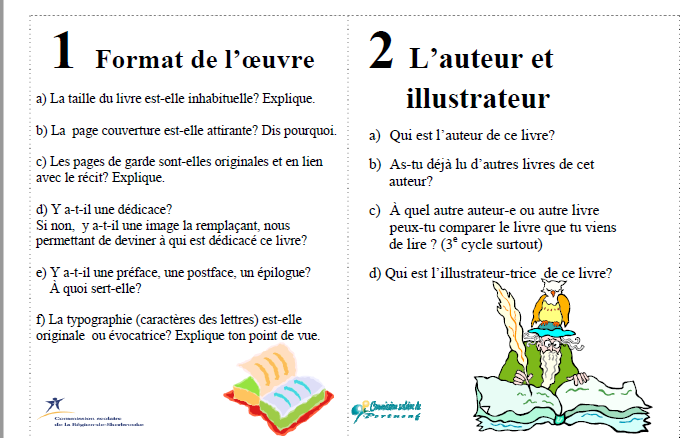 1 Format de l'œuvre
a) La taille du livre est-elle inhabituelle? Explique.
b) La page couverture est-elle attirante? Dis pourquoi.
c) Les pages de garde sont-elles originales et en lien
avec le récit? Explique.
d) Y a-t-il une dédicace?
Si non, y a-t-il une image la remplaçant, nous
permettant de deviner à qui est dédicacé ce livre?
e) Y a-t-il une préface, une postface, un épilogue?
À quoi sert-elle?
f) La typographie (caractères des lettres) est-elle
originale ou évocatrice? Explique ton point de vue.
Commission scolaire
de la Région-de-Sherbrooke
2 L'auteur et
illustrateur
a) Qui est l'auteur de ce livre?
b) As-tu déjà lu d'autres livres de cet
auteur?
c) À quel autre auteur-e ou autre livre
peux-tu comparer le livre que tu viens
de lire ? (3e cycle surtout)
d) Qui est l'illustrateur-trice de ce livre?
Commission scolaire de
Portneuf